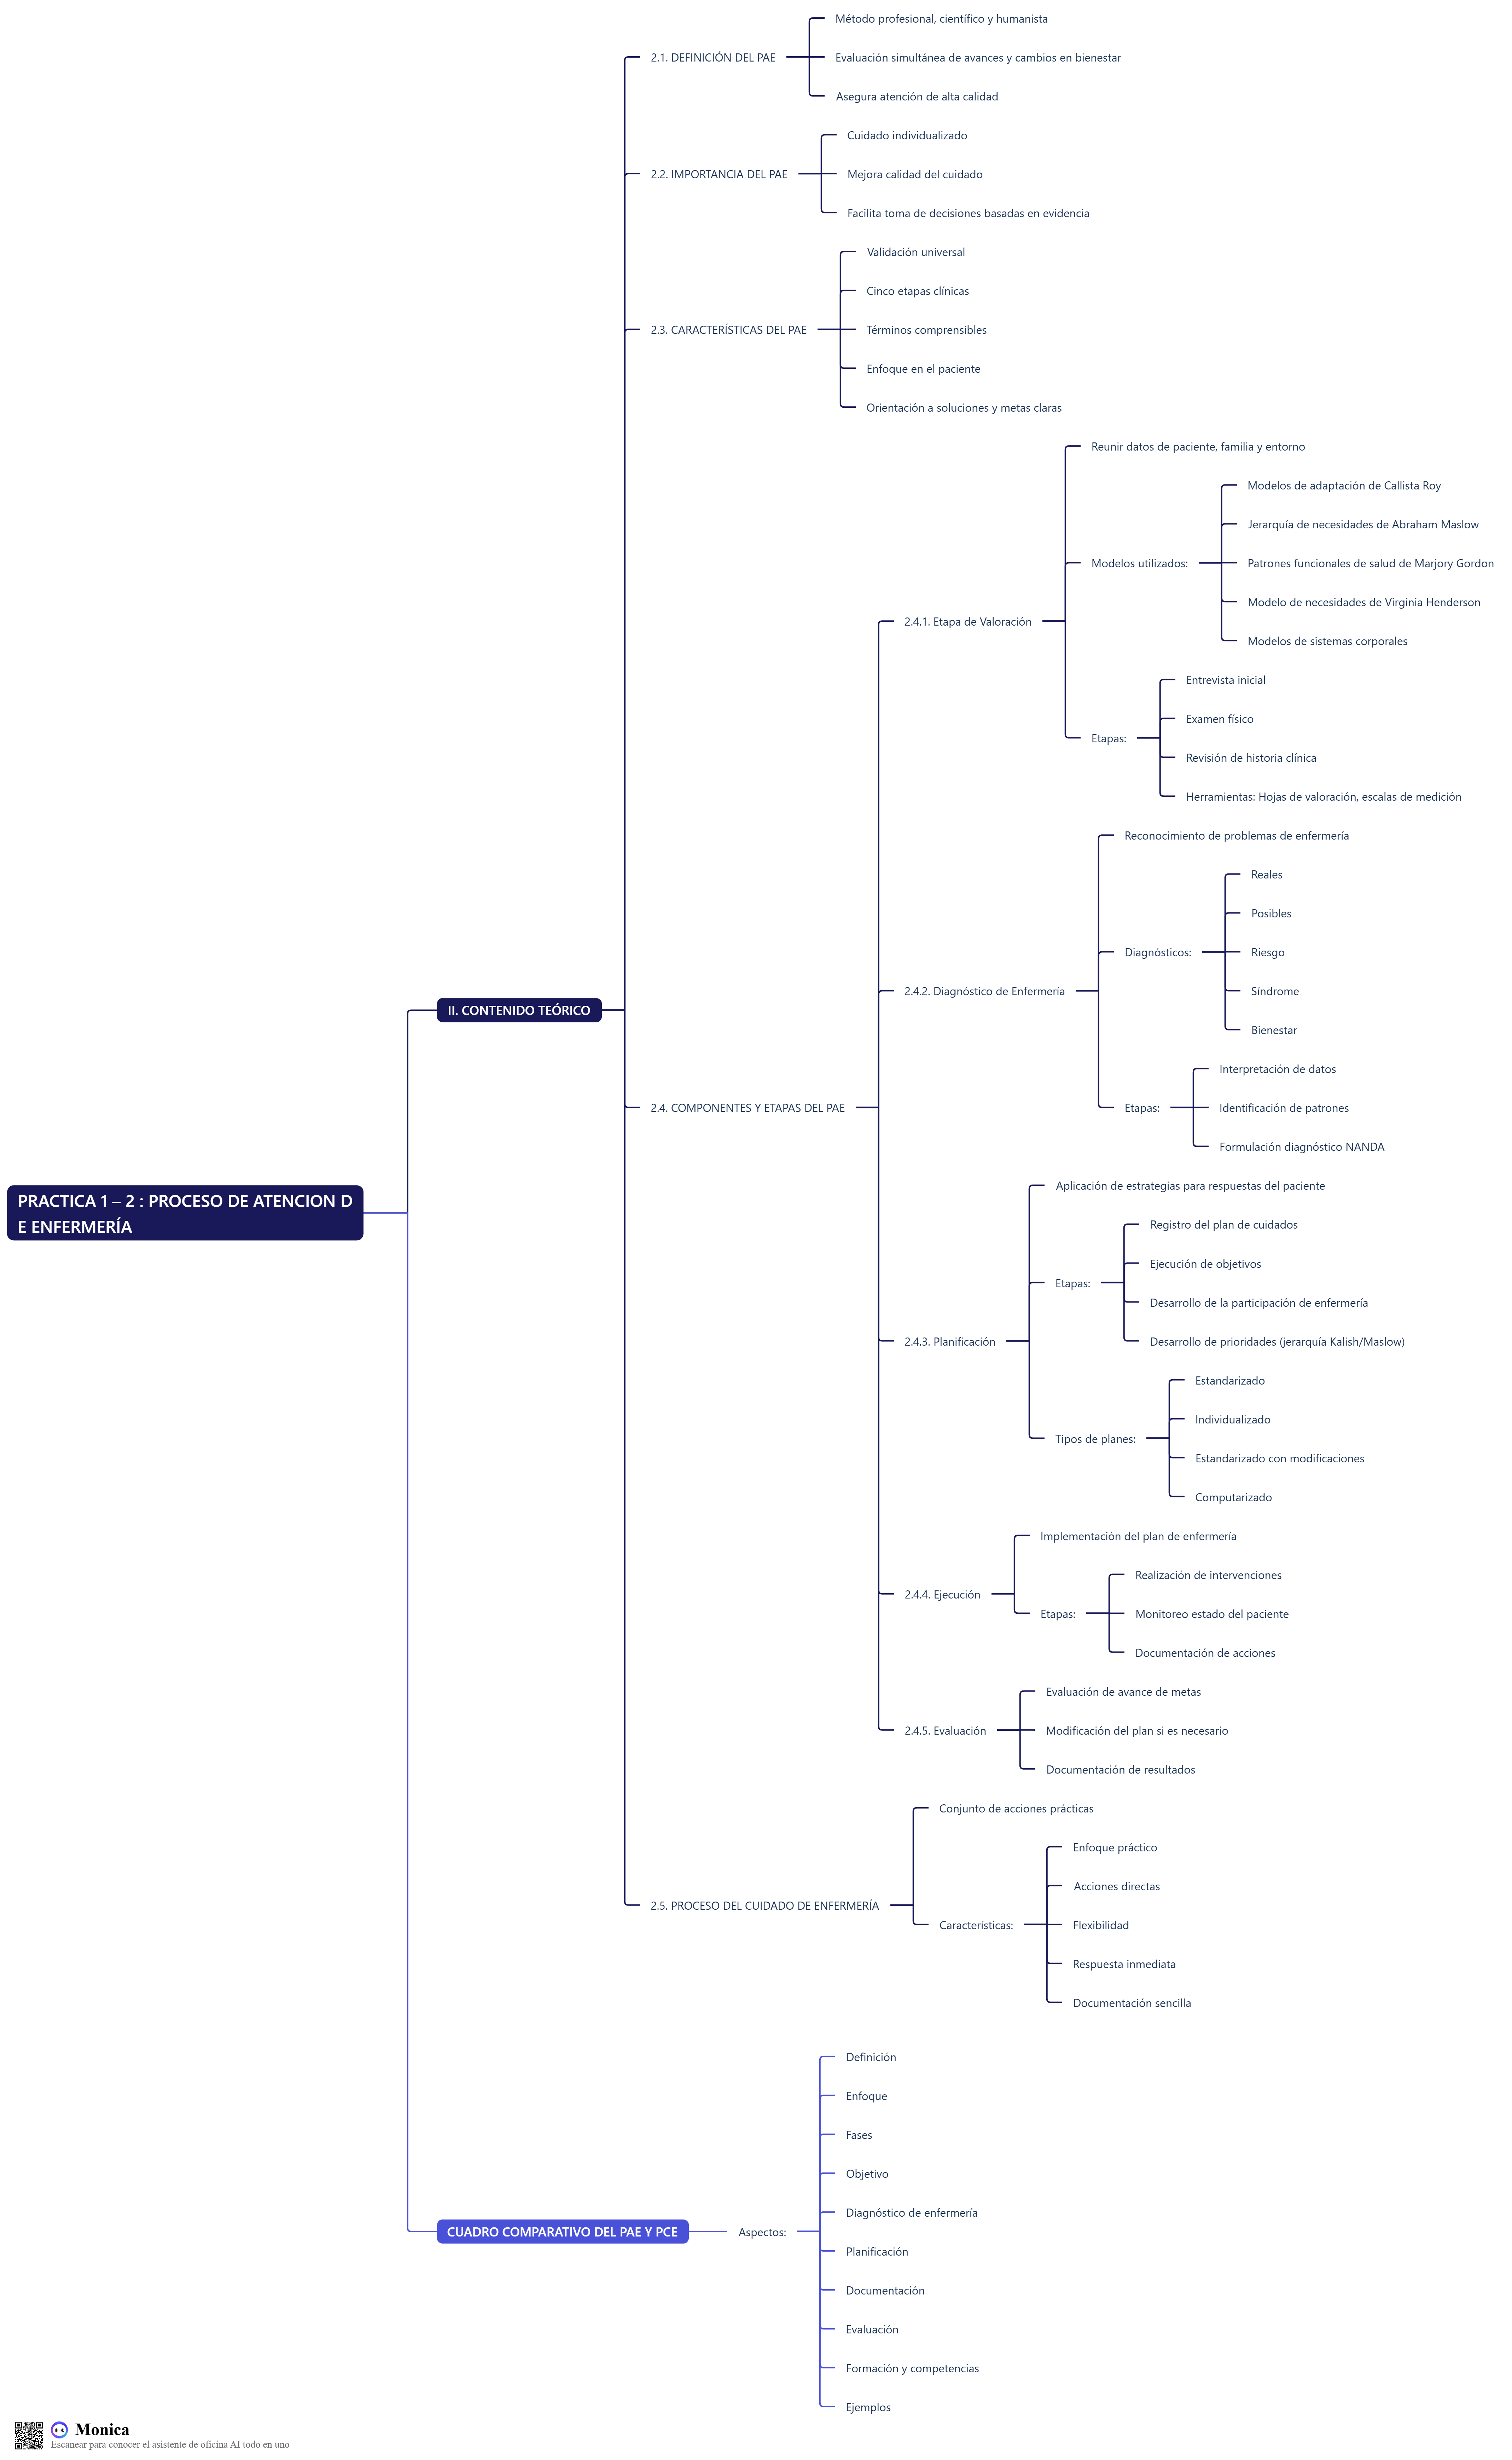 PRACTICA 1 – 2 : PROCESO DE ATENCION D
E ENFERMERÍA
II. CONTENIDO TEÓRICO
2.1. DEFINICIÓN DEL PAE
Método profesional, científico y humanista
Evaluación simultánea de avances y cambios en bienestar
Asegura atención de alta calidad
2.2. IMPORTANCIA DEL PAE
Cuidado individualizado
Mejora calidad del cuidado
Facilita toma de decisiones basadas en evidencia
2.3. CARACTERÍSTICAS DEL PAE
Validación universal
Cinco etapas clínicas
Términos comprensibles
Enfoque en el paciente
Orientación a soluciones y metas claras
2.4. COMPONENTES Y ETAPAS DEL PAE
2.4.1. Etapa de Valoración
Reunir datos de paciente, familia y entorno
Modelos utilizados:
Modelos de adaptación de Callista Roy
Jerarquía de necesidades de Abraham Maslow
Patrones funcionales de salud de Marjory Gordon
Modelo de necesidades de Virginia Henderson
Modelos de sistemas corporales
Etapas:
Entrevista inicial
Examen físico
Revisión de historia clínica
Herramientas: Hojas de valoración, escalas de medición
2.4.2. Diagnóstico de Enfermería
Reconocimiento de problemas de enfermería
Diagnósticos:
Reales
Posibles
Riesgo
Síndrome
Bienestar
Etapas:
Interpretación de datos
Identificación de patrones
Formulación diagnóstico NANDA
2.4.3. Planificación
Aplicación de estrategias para respuestas del paciente
Etapas:
Registro del plan de cuidados
Ejecución de objetivos
Desarrollo de la participación de enfermería
Desarrollo de prioridades (jerarquía Kalish/Maslow)
Tipos de planes:
Estandarizado
Individualizado
Estandarizado con modificaciones
Computarizado
2.4.4. Ejecución
Implementación del plan de enfermería
Etapas:
Realización de intervenciones
Monitoreo estado del paciente
Documentación de acciones
2.4.5. Evaluación
Evaluación de avance de metas
Modificación del plan si es necesario
Documentación de resultados
2.5. PROCESO DEL CUIDADO DE ENFERMERÍA
Conjunto de acciones prácticas
Características:
Enfoque práctico
Acciones directas
Flexibilidad
Respuesta inmediata
Documentación sencilla
CUADRO COMPARATIVO DEL PAE Y PCE
Aspectos:
Definición
Enfoque
Fases
Objetivo
Diagnóstico de enfermería
Planificación
Documentación
Evaluación
Formación y competencias
Ejemplos
Monica
Escanear para conocer el asistente de oficina AI todo en uno